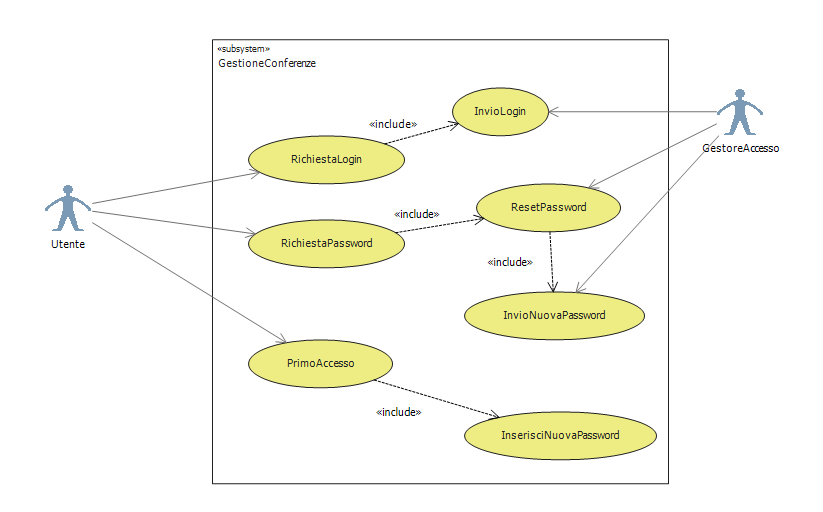 «subsystem»
GestioneConferenze
InvioLogin
«include»
GestoreAccesso
RichiestaLogin
ResetPassword
«include»
Utente
RichiestaPassword
«include»
InvioNuovaPassword
PrimoAccesso
«include»
InserisciNuovaPassword